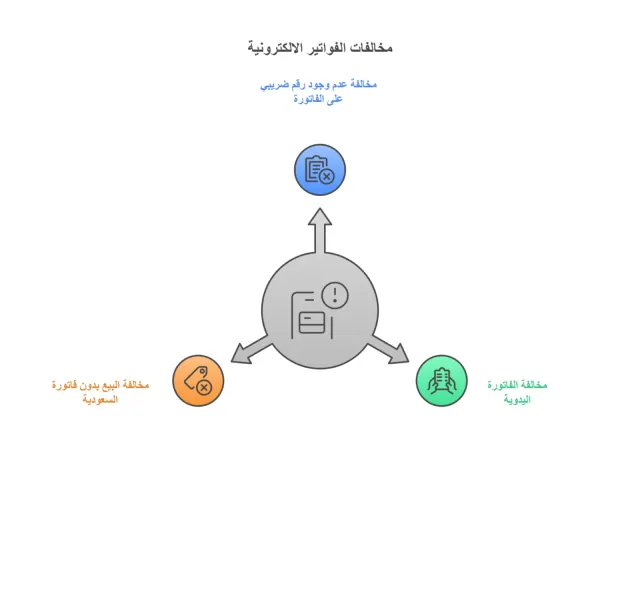 مخالفات الفواتير الالكترونية
مخالفة عدم وجود رقم ضريبي
على الفاتورة
مخالفة الفاتورة
اليدوية
مخالفة البيع بدون فاتورة
السعودية